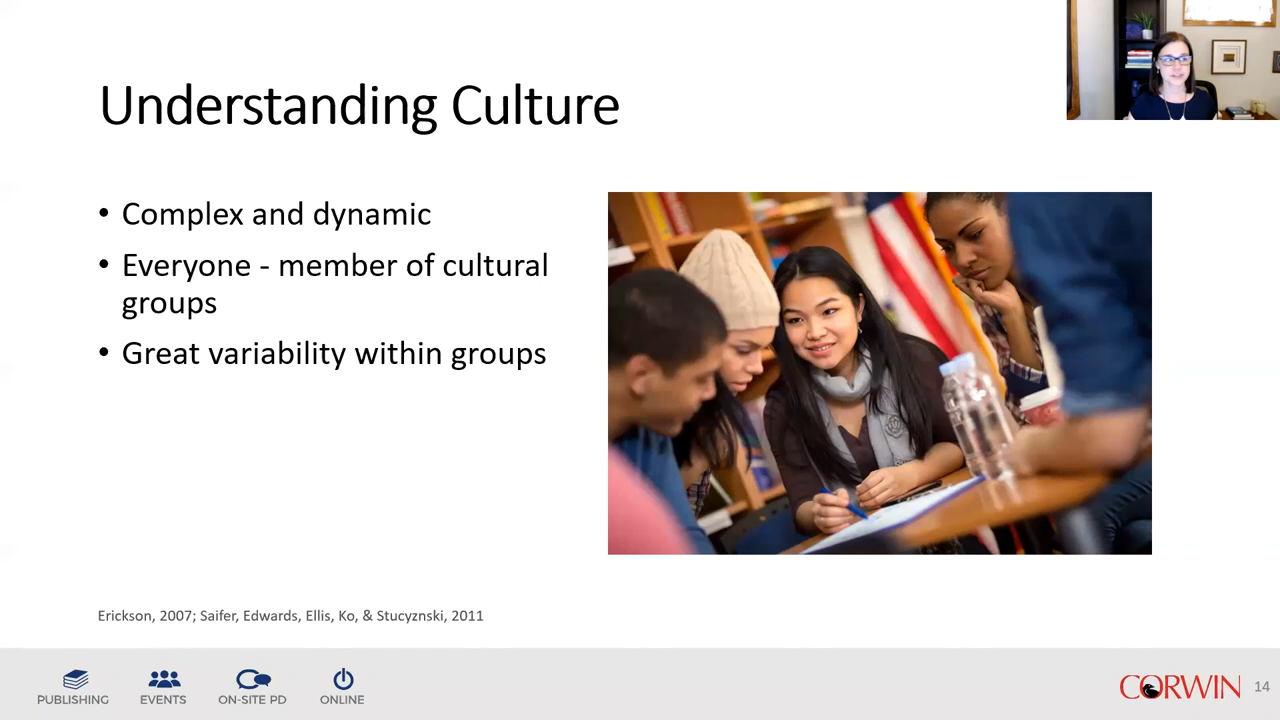 Understanding Culture
• Complex and dynamic
• Everyone - member of cultural
groups
• Great variability within groups
Erickson, 2007; Saifer, Edwards, Ellis, Ko, & Stucyznski, 2011
PUBLISHING
EVENTS
ON-SITE PD
ONLINE
CORWIN
14